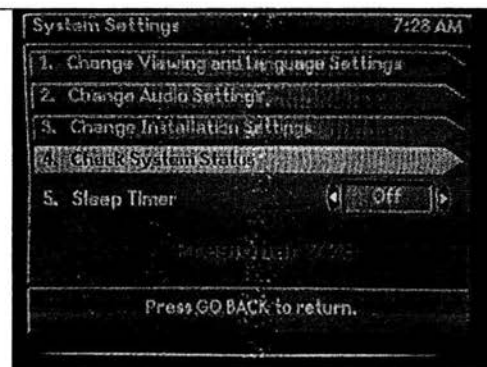 System Settings 7:28 AM
1. Change Viewing and Language Settings
2. Change Audio Settings
3. Change Installation Settings
4. Check System Status
5. Sleep Timer Off
Press GO BACK to return.